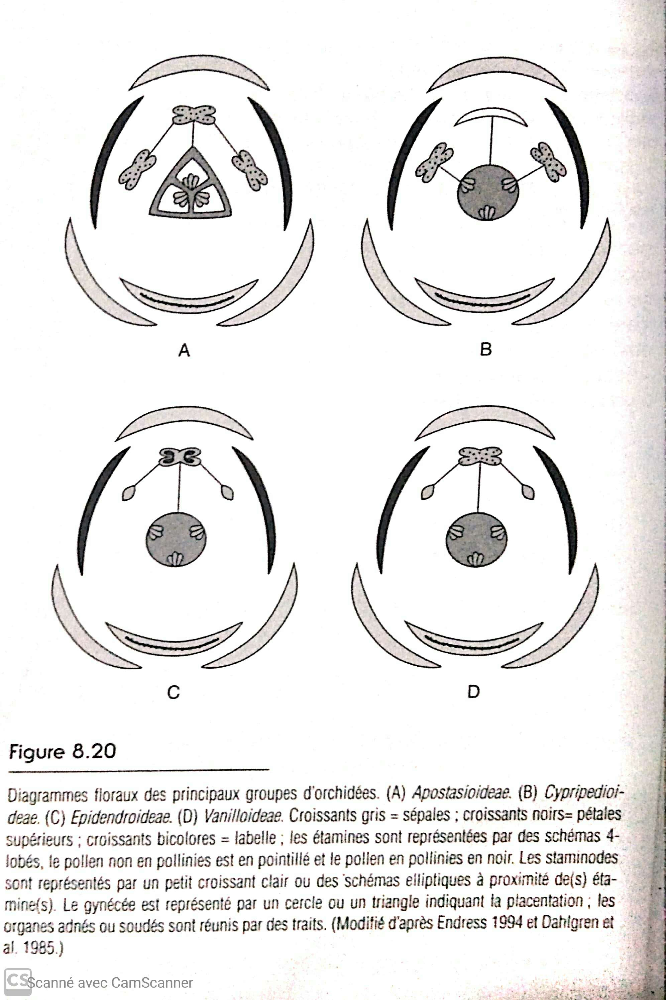 A
B
C
D
Figure 8.20
Diagrammes floraux des principaux groupes d'orchidées. (A) Apostasioideae. (B) Cypripedioi-
deae. (C) Epidendroideae. (D) Vanilloideae. Croissants gris = sépales ; croissants noirs= pétales
supérieurs ; croissants bicolores = labelle ; les étamines sont représentées par des schémas 4-
lobés, le pollen non en pollinies est en pointillé et le pollen en pollinies en noir. Les staminodes
sont représentés par un petit croissant clair ou des schémas elliptiques à proximité de(s) éta-
mine(s). Le gynécée est représenté par un cercle ou un triangle indiquant la placentation ; les
organes adnés ou soudés sont réunis par des traits. (Modifié d'après Endress 1994 et Dahlgren et
al. 1985.)
CS Scanné avec CamScanner